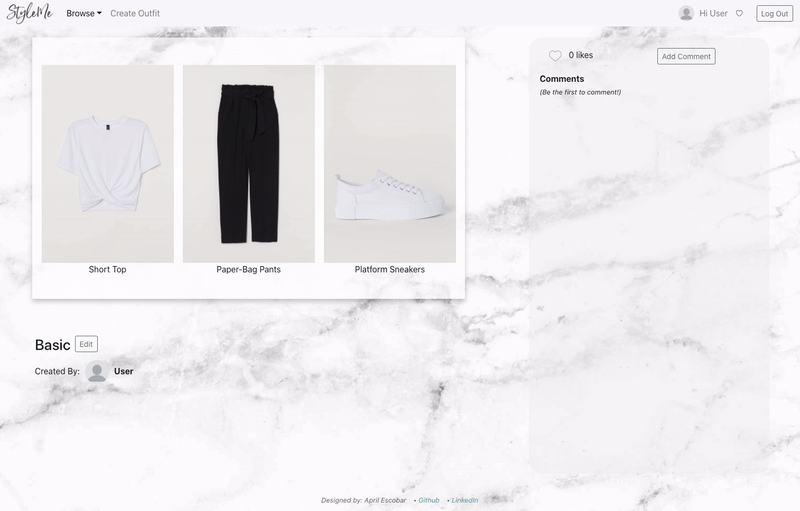 StyleMe Browse Create Outfit Hi User Log Out
0 likes Add Comment
Comments
(Be the first to comment!)
Short Top Paper-Bag Pants Platform Sneakers
Basic Edit
Created By: User
Designed by: April Escobar • Github • LinkedIn